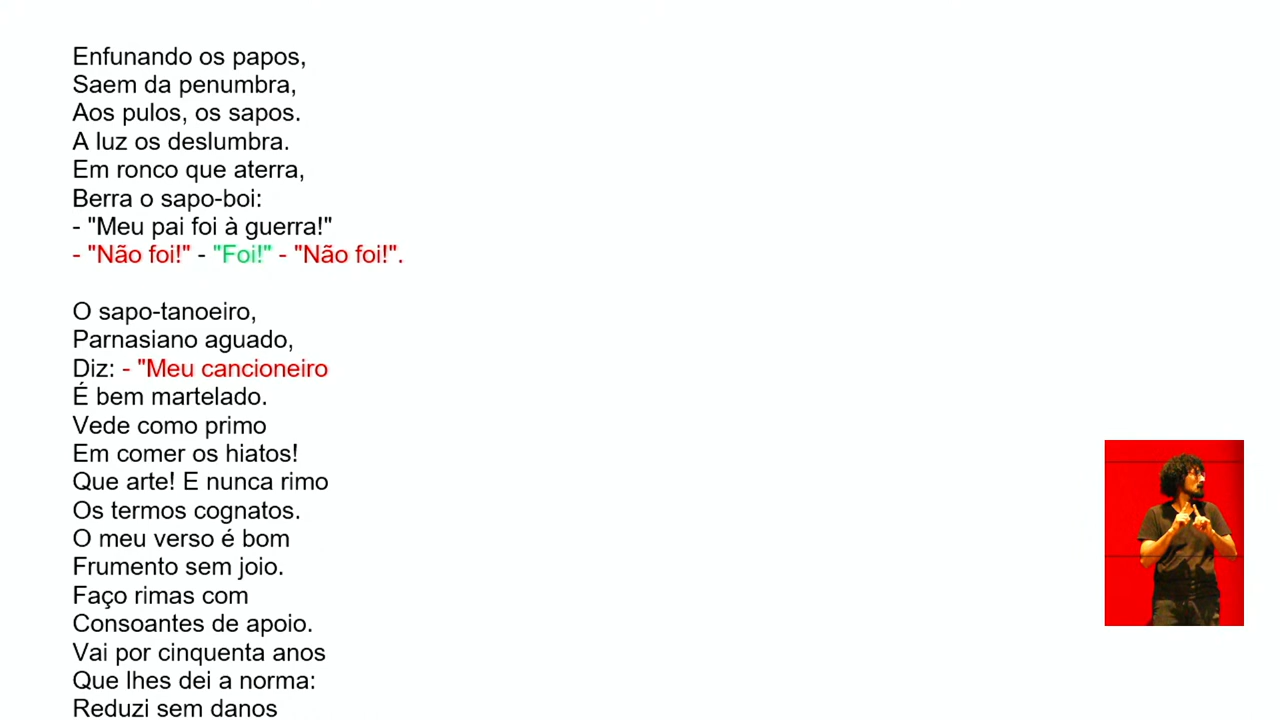 Enfunando os papos,
Saem da penumbra,
Aos pulos, os sapos.
A luz os deslumbra.
Em ronco que aterra,
Berra o sapo-boi:
- "Meu pai foi à guerra!"
- "Não foi!" - "Foi!" - "Não foi!".
O sapo-tanoeiro,
Parnasiano aguado,
Diz: - "Meu cancioneiro
É bem martelado.
Vede como primo
Em comer os hiatos!
Que arte! E nunca rimo
Os termos cognatos.
O meu verso é bom
Frumento sem joio.
Faço rimas com
Consoantes de apoio.
Vai por cinquenta anos
Que lhes dei a norma:
Reduzi sem danos